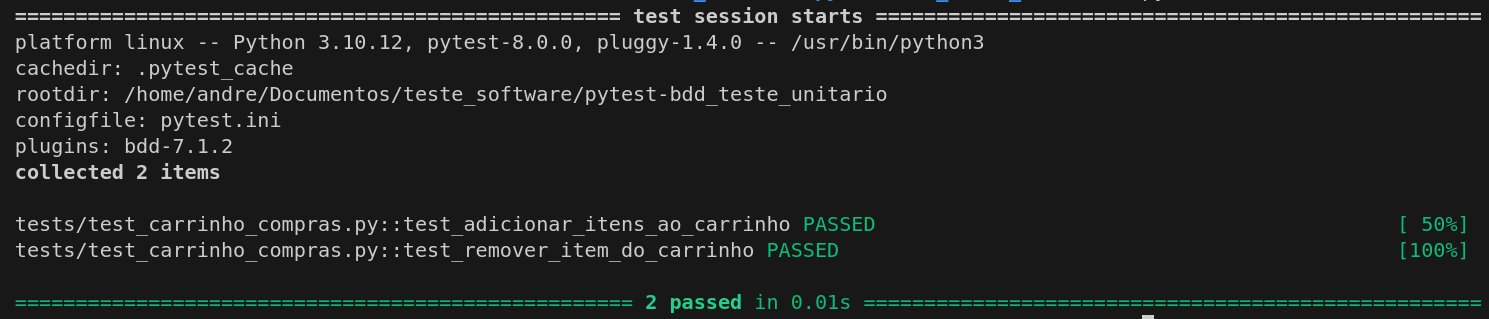 ================================================== test session starts ==================================================
platform linux -- Python 3.10.12, pytest-8.0.0, pluggy-1.4.0 -- /usr/bin/python3
cachedir: .pytest_cache
rootdir: /home/andre/Documentos/teste_software/pytest-bdd_teste_unitario
configfile: pytest.ini
plugins: bdd-7.1.2
collected 2 items
tests/test_carrinho_compras.py::test_adicionar_itens_ao_carrinho PASSED [ 50%]
tests/test_carrinho_compras.py::test_remover_item_do_carrinho PASSED [100%]
=================================================== 2 passed in 0.01s ===================================================